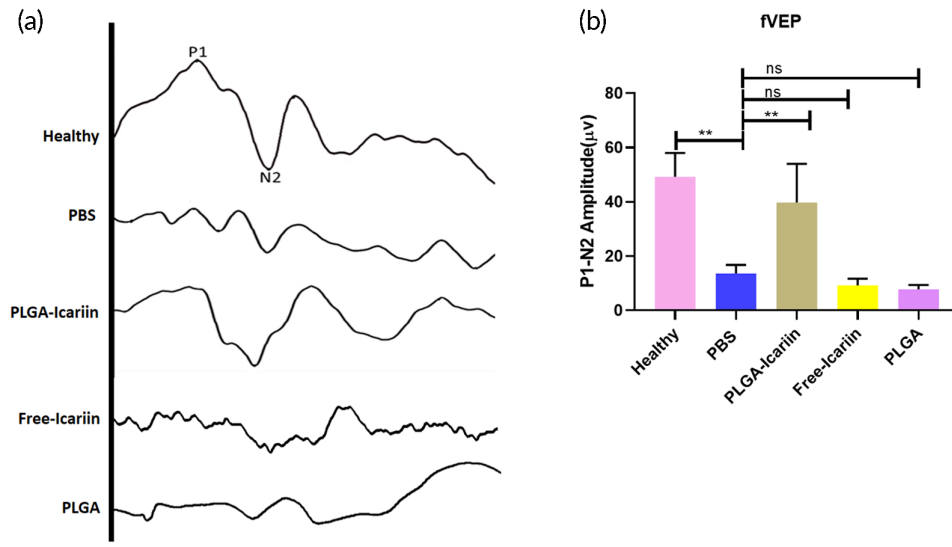 (a)
P1
N2
Healthy
PBS
PLGA-Icariin
Free-Icariin
PLGA
(b)
fVEP
ns
ns
**
**
P1-N2 Amplitude(μv)
80
60
40
20
0
Healthy
PBS
PLGA-Icariin
Free-Icariin
PLGA